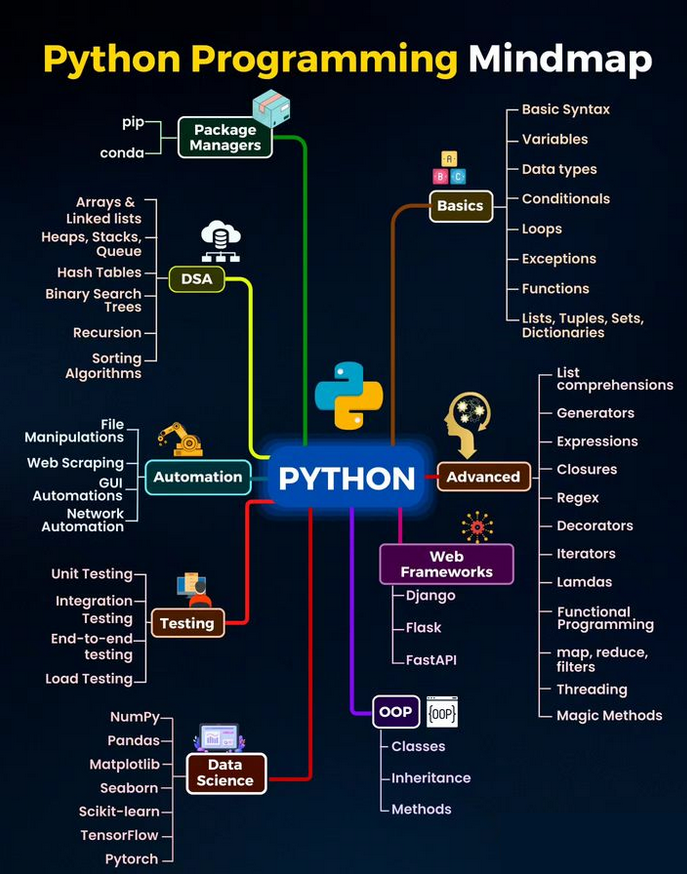 Python Programming Mindmap
pip
conda
Package
Managers
Arrays &
Linked lists
Heaps, Stacks,
Queue
Hash Tables
Binary Search
Trees
Recursion
Sorting
Algorithms
DSA
File
Manipulations
Web Scraping
GUI
Automations
Network
Automation
Automation
Unit Testing
Integration
Testing
End-to-end
testing
Load Testing
Testing
NumPy
Pandas
Matplotlib
Seaborn
Scikit-learn
TensorFlow
Pytorch
Data
Science
PYTHON
A
B
C
Basics
Basic Syntax
Variables
Data types
Conditionals
Loops
Exceptions
Functions
Lists, Tuples, Sets,
Dictionaries
Advanced
List
comprehensions
Generators
Expressions
Closures
Regex
Decorators
Iterators
Lamdas
Functional
Programming
map, reduce,
filters
Threading
Magic Methods
Web
Frameworks
Django
Flask
FastAPI
OOP
{OOP}
Classes
Inheritance
Methods